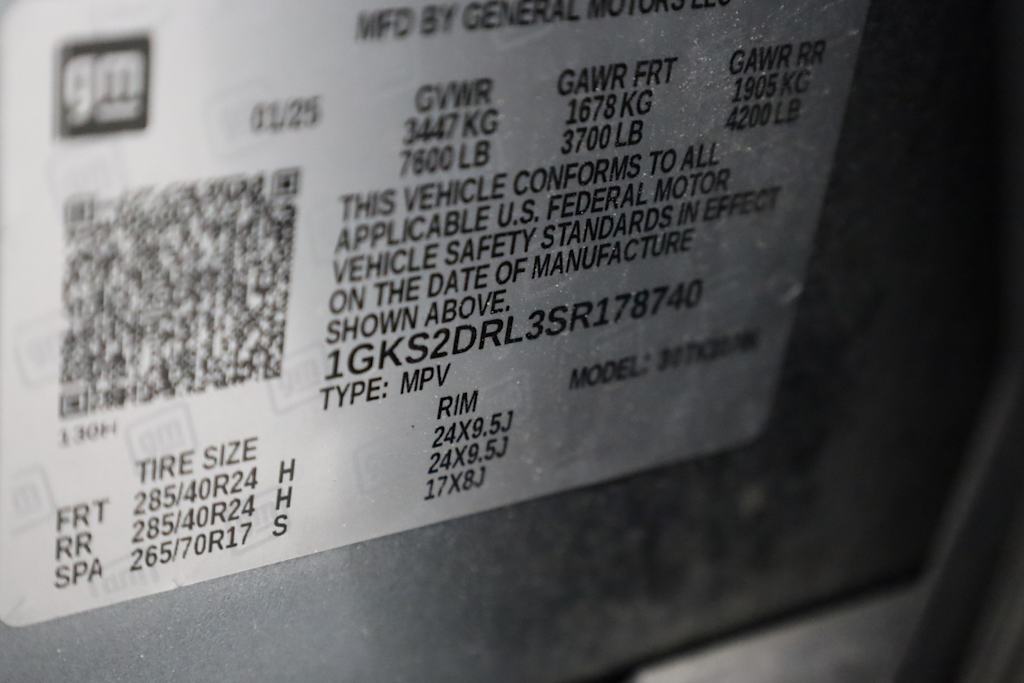 MFD BY GENERAL MOTORS LLC
gm
01/25
GVWR
3447 KG
7600 LB
GAWR FRT
1678 KG
3700 LB
GAWR RR
1905 KG
4200 LB
THIS VEHICLE CONFORMS TO ALL
APPLICABLE U.S. FEDERAL MOTOR
VEHICLE SAFETY STANDARDS IN EFFECT
ON THE DATE OF MANUFACTURE
SHOWN ABOVE.
1GKS2DRL3SR178740
TYPE: MPV
MODEL:
130H
TIRE SIZE
RIM
FRT 285/40R24 H 24X9.5J
RR 285/40R24 H 24X9.5J
SPA 265/70R17 S 17X8J